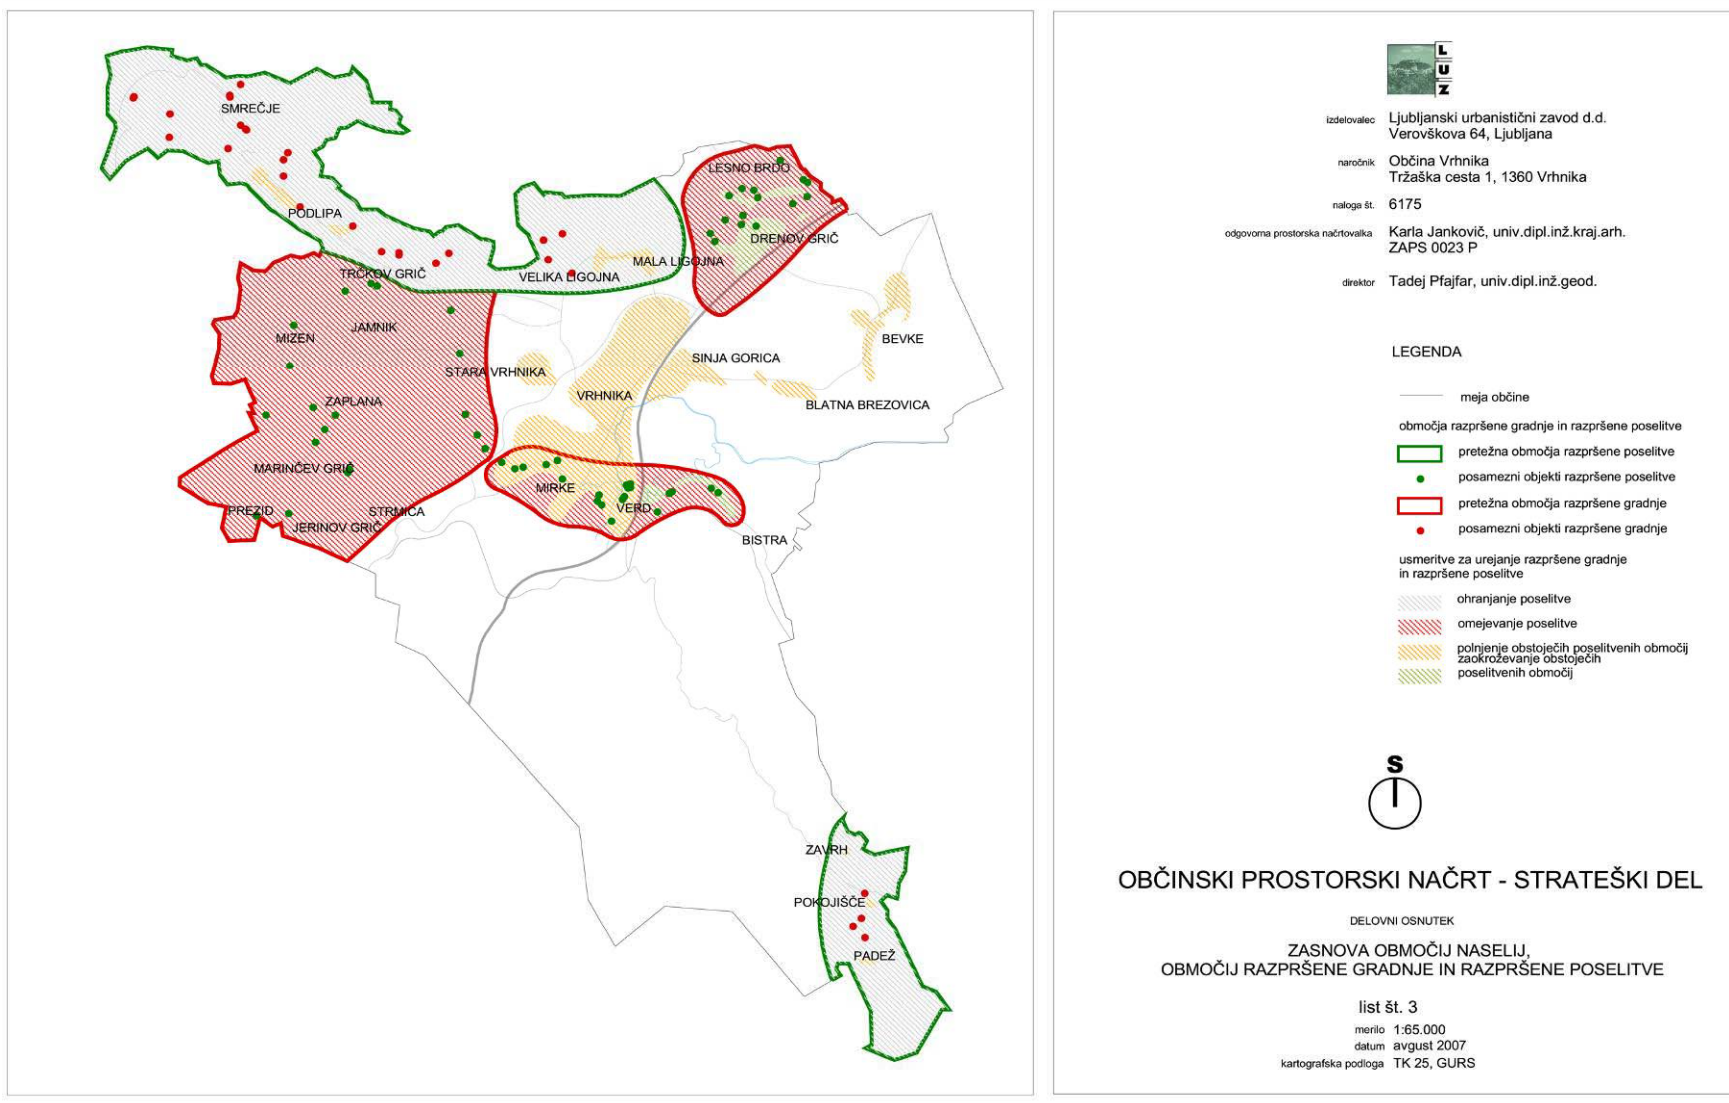 SMREČJE
PODLIPA
TRČKOV GRIČ
VELIKA LIGOJNA
MALA LIGOJNA
LESNO BRDO
DRENOV GRIČ
MIZEN
JAMNIK
STARA VRHNIKA
VRHNIKA
SINJA GORICA
BEVKE
BLATNA BREZOVICA
ZAPLANA
MARINČEV GRIČ
PREZID
JERINOV GRIČ
STRMICA
MIRKE
VERD
BISTRA
ZAVRH
POKOJIŠČE
PADEŽ
L
U
Z
izdelovalec Ljubljanski urbanistični zavod d.d.
Verovškova 64, Ljubljana
naročnik Občina Vrhnika
Tržaška cesta 1, 1360 Vrhnika
naloga št. 6175
odgovorna prostorska načrtovalka Karla Jankovič, univ.dipl.inž.kraj.arh.
ZAPS 0023 P
direktor Tadej Pfajfar, univ.dipl.inž.geod.
LEGENDA
meja občine
območja razpršene gradnje in razpršene poselitve
pretežna območja razpršene poselitve
posamezni objekti razpršene poselitve
pretežna območja razpršene gradnje
posamezni objekti razpršene gradnje
usmeritve za urejanje razpršene gradnje
in razpršene poselitve
ohranjanje poselitve
omejevanje poselitve
polnjenje obstoječih poselitvenih območij
zaokroževanje obstoječih
poselitvenih območij
S
OBČINSKI PROSTORSKI NAČRT - STRATEŠKI DEL
DELOVNI OSNUTEK
ZASNOVA OBMOČIJ NASELIJ,
OBMOČIJ RAZPRŠENE GRADNJE IN RAZPRŠENE POSELITVE
list št. 3
merilo 1:65.000
datum avgust 2007
kartografska podloga TK 25, GURS